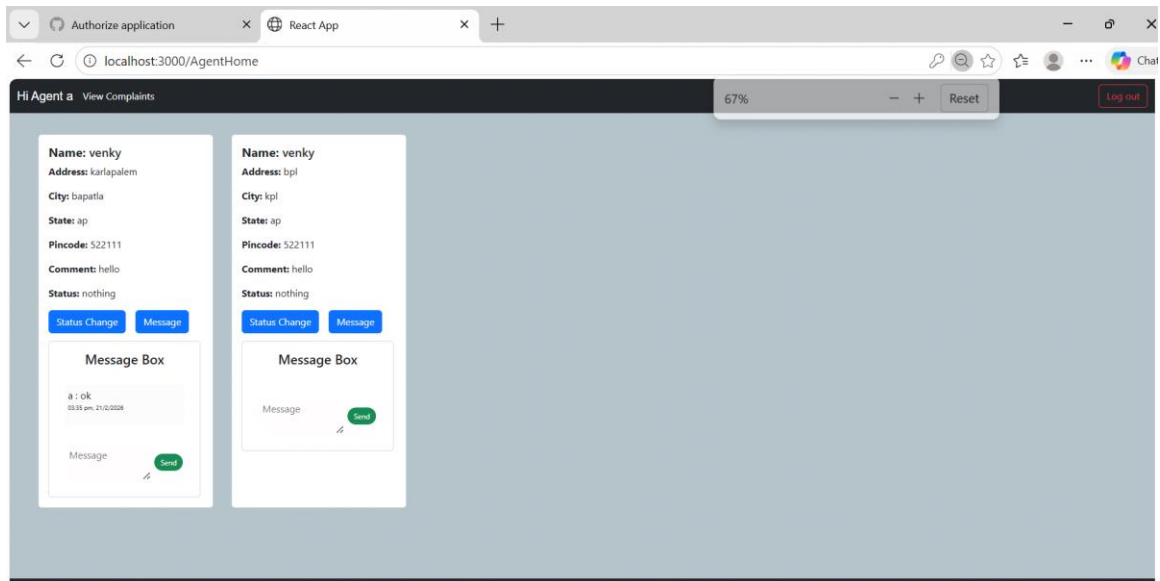 Authorize application
React App
localhost:3000/AgentHome
Chat
Hi Agent a View Complaints
67%
Reset
Log out
Name: venky
Address: karlapalem
City: bapatla
State: ap
Pincode: 522111
Comment: hello
Status: nothing
Status Change Message
Message Box
a : ok
03:35 pm, 21/2/2026
Message
Send
Name: venky
Address: bpl
City: kpl
State: ap
Pincode: 522111
Comment: hello
Status: nothing
Status Change Message
Message Box
Message
Send